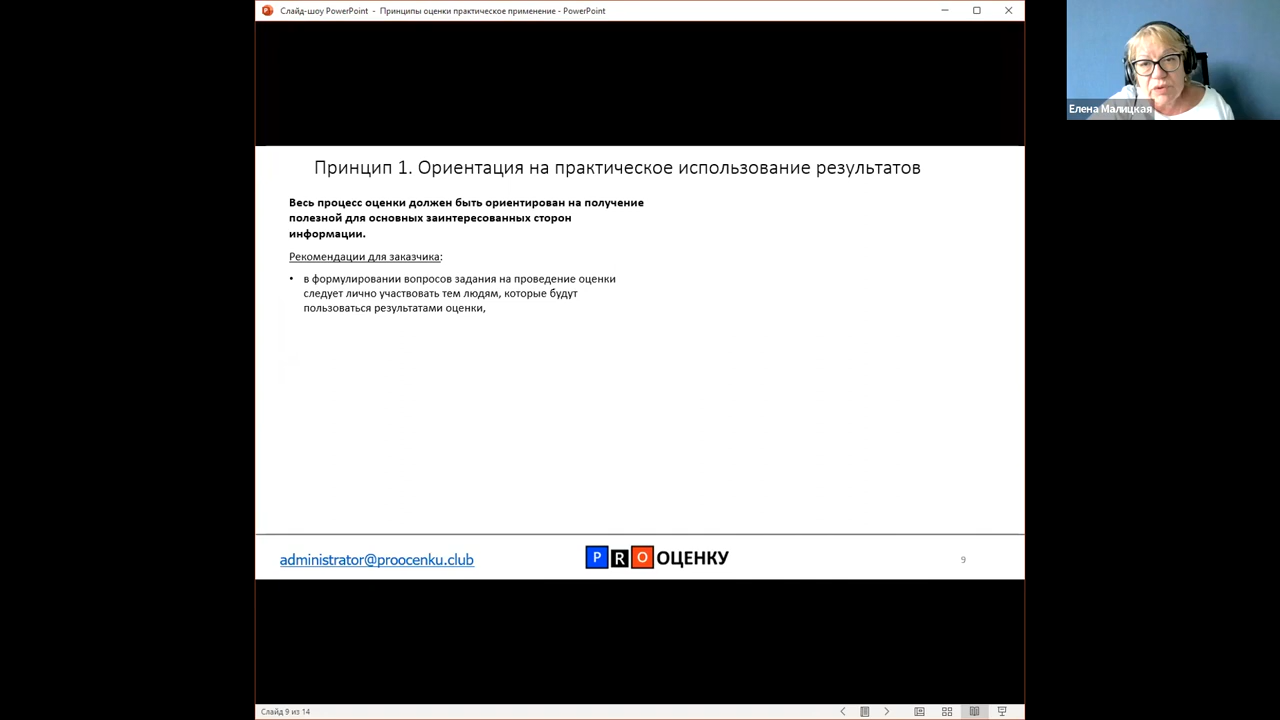 Слайд-шоу PowerPoint - Принципы оценки практическое применение - PowerPoint
Елена Малицкая
Принцип 1. Ориентация на практическое использование результатов
Весь процесс оценки должен быть ориентирован на получение
полезной для основных заинтересованных сторон
информации.
Рекомендации для заказчика:
• в формулировании вопросов задания на проведение оценки
следует лично участвовать тем людям, которые будут
пользоваться результатами оценки,
administrator@proocenku.club
PRO ОЦЕНКУ
9
Слайд 9 из 14